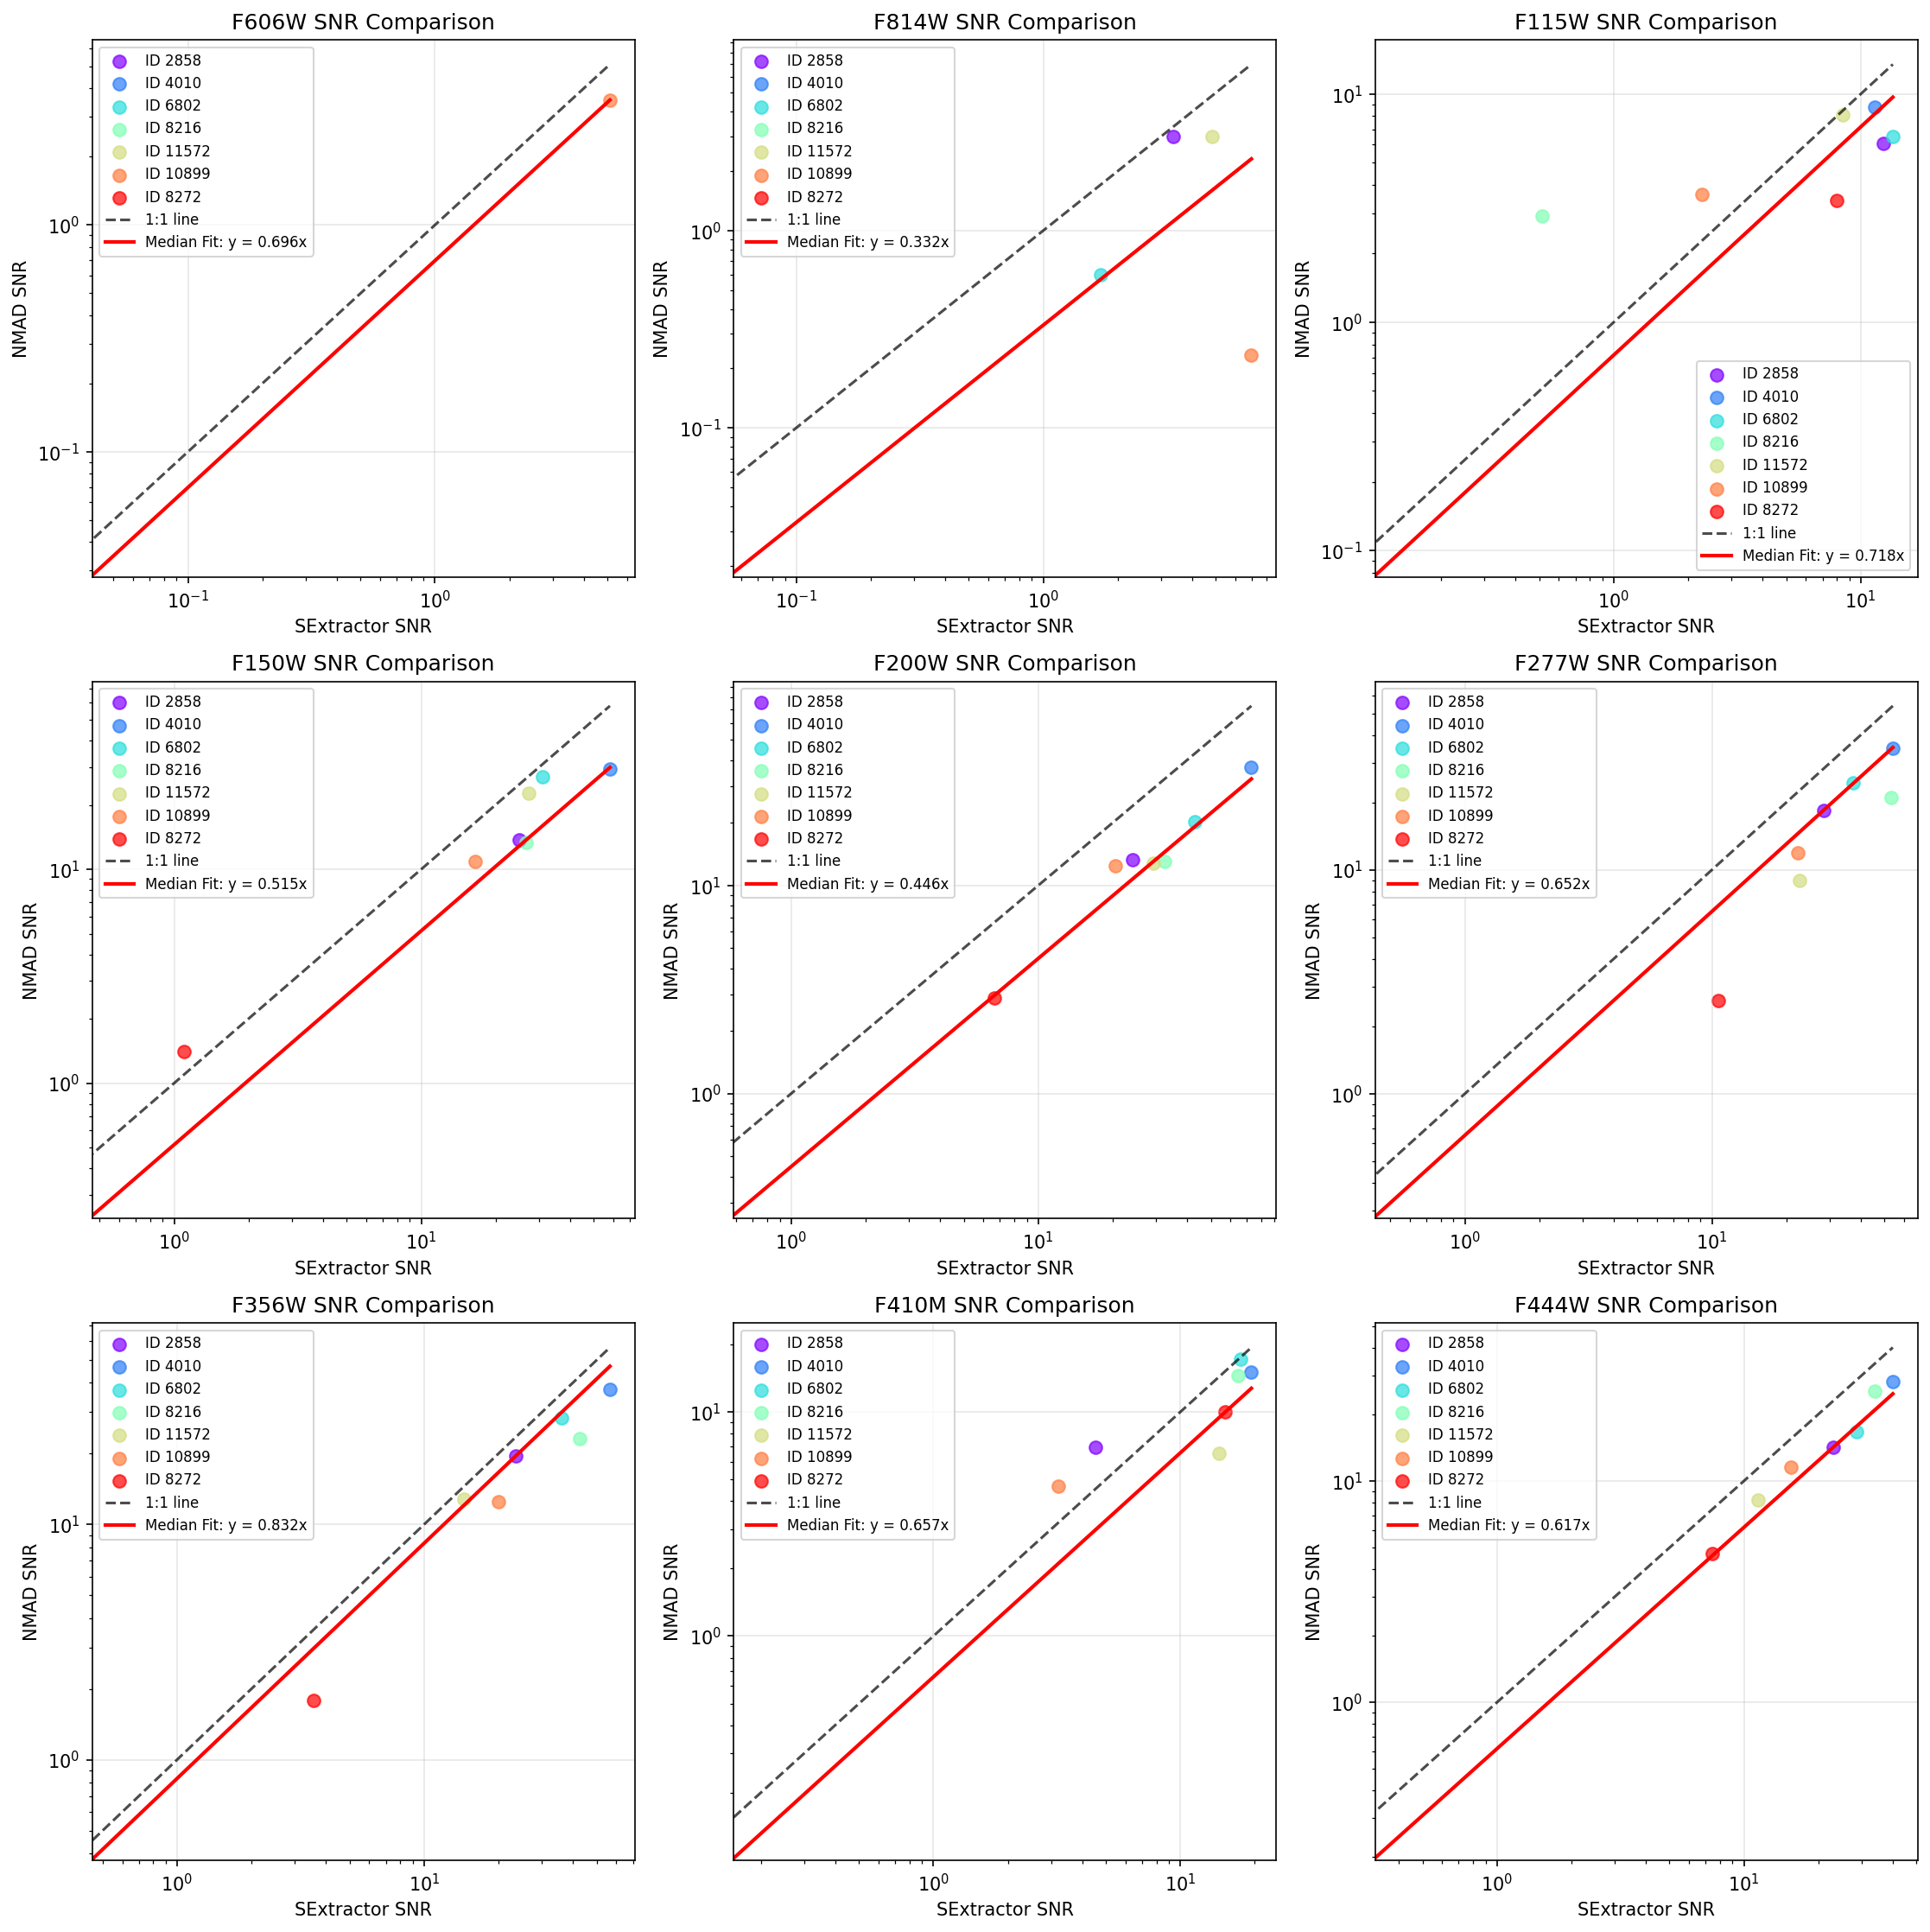 F606W SNR Comparison
NMAD SNR
ID 2858
ID 4010
ID 6802
ID 8216
ID 11572
ID 10899
ID 8272
1:1 line
Median Fit: y = 0.696x
10⁰
10⁻¹
10⁻¹ 10⁰
SExtractor SNR
F814W SNR Comparison
NMAD SNR
ID 2858
ID 4010
ID 6802
ID 8216
ID 11572
ID 10899
ID 8272
1:1 line
Median Fit: y = 0.332x
10⁰
10⁻¹
10⁻¹ 10⁰
SExtractor SNR
F115W SNR Comparison
NMAD SNR
10¹
10⁰
10⁻¹
ID 2858
ID 4010
ID 6802
ID 8216
ID 11572
ID 10899
ID 8272
1:1 line
Median Fit: y = 0.718x
10⁰ 10¹
SExtractor SNR
F150W SNR Comparison
NMAD SNR
ID 2858
ID 4010
ID 6802
ID 8216
ID 11572
ID 10899
ID 8272
1:1 line
Median Fit: y = 0.515x
10¹
10⁰
10⁰ 10¹
SExtractor SNR
F200W SNR Comparison
NMAD SNR
ID 2858
ID 4010
ID 6802
ID 8216
ID 11572
ID 10899
ID 8272
1:1 line
Median Fit: y = 0.446x
10¹
10⁰
10⁰ 10¹
SExtractor SNR
F277W SNR Comparison
NMAD SNR
ID 2858
ID 4010
ID 6802
ID 8216
ID 11572
ID 10899
ID 8272
1:1 line
Median Fit: y = 0.652x
10¹
10⁰
10⁰ 10¹
SExtractor SNR
F356W SNR Comparison
NMAD SNR
ID 2858
ID 4010
ID 6802
ID 8216
ID 11572
ID 10899
ID 8272
1:1 line
Median Fit: y = 0.832x
10¹
10⁰
10⁰ 10¹
SExtractor SNR
F410M SNR Comparison
NMAD SNR
ID 2858
ID 4010
ID 6802
ID 8216
ID 11572
ID 10899
ID 8272
1:1 line
Median Fit: y = 0.657x
10¹
10⁰
10⁰ 10¹
SExtractor SNR
F444W SNR Comparison
NMAD SNR
ID 2858
ID 4010
ID 6802
ID 8216
ID 11572
ID 10899
ID 8272
1:1 line
Median Fit: y = 0.617x
10¹
10⁰
10⁰ 10¹
SExtractor SNR